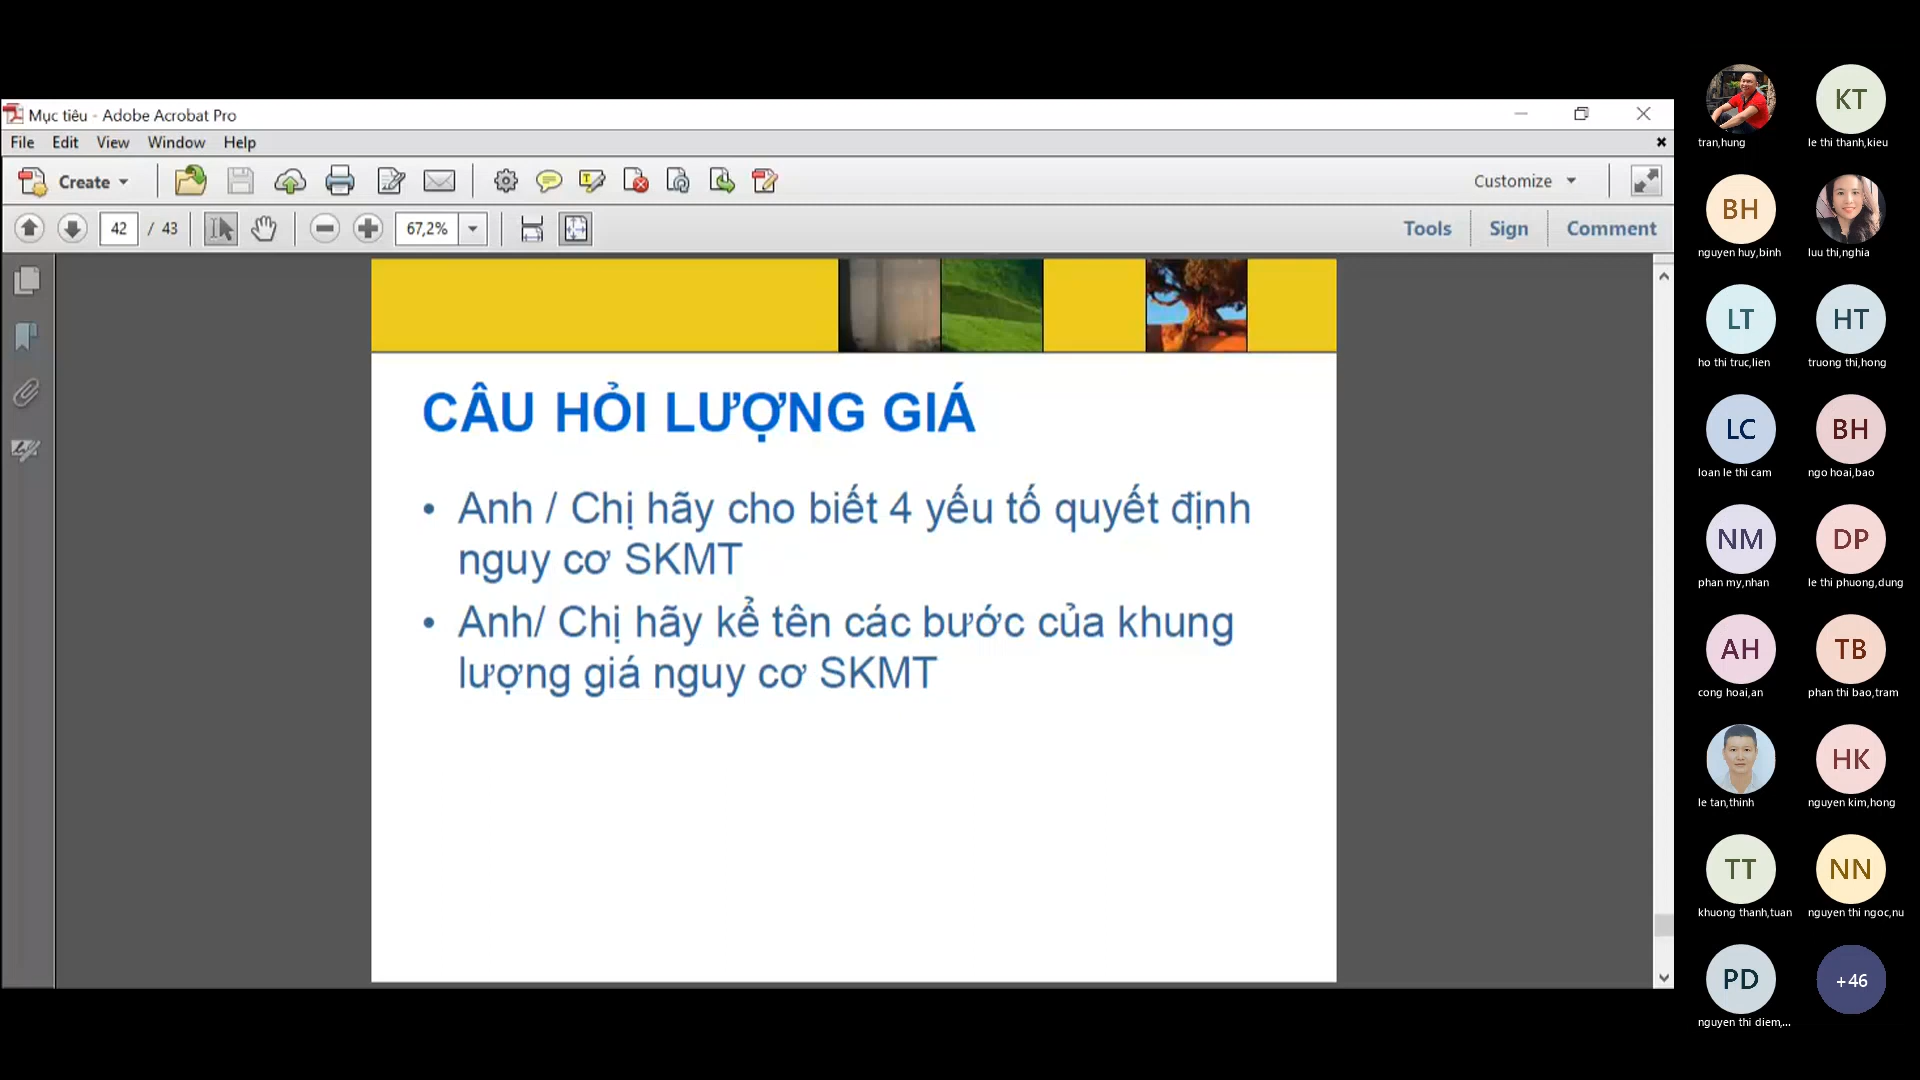 Mục tiêu - Adobe Acrobat Pro
File Edit View Window Help
Create
Customize
42 / 43
67,2%
Tools Sign Comment
CÂU HỎI LƯỢNG GIÁ
• Anh / Chị hãy cho biết 4 yếu tố quyết định
nguy cơ SKMT
• Anh/ Chị hãy kể tên các bước của khung
lượng giá nguy cơ SKMT
KT
tran,hung
le thi thanh,kieu
BH
nguyen huy,binh
luu thi,nghia
LT
HT
ho thi truc,lien
truong thi,hong
LC
BH
loan le thi cam
ngo hoai,bao
NM
DP
phan my,nhan
le thi phuong,dung
AH
TB
cong hoai,an
phan thi bao,tram
HK
le tan,thinh
nguyen kim,hong
TT
NN
khuong thanh,tuan
nguyen thi ngoc,nu
PD
+46
nguyen thi diem,...